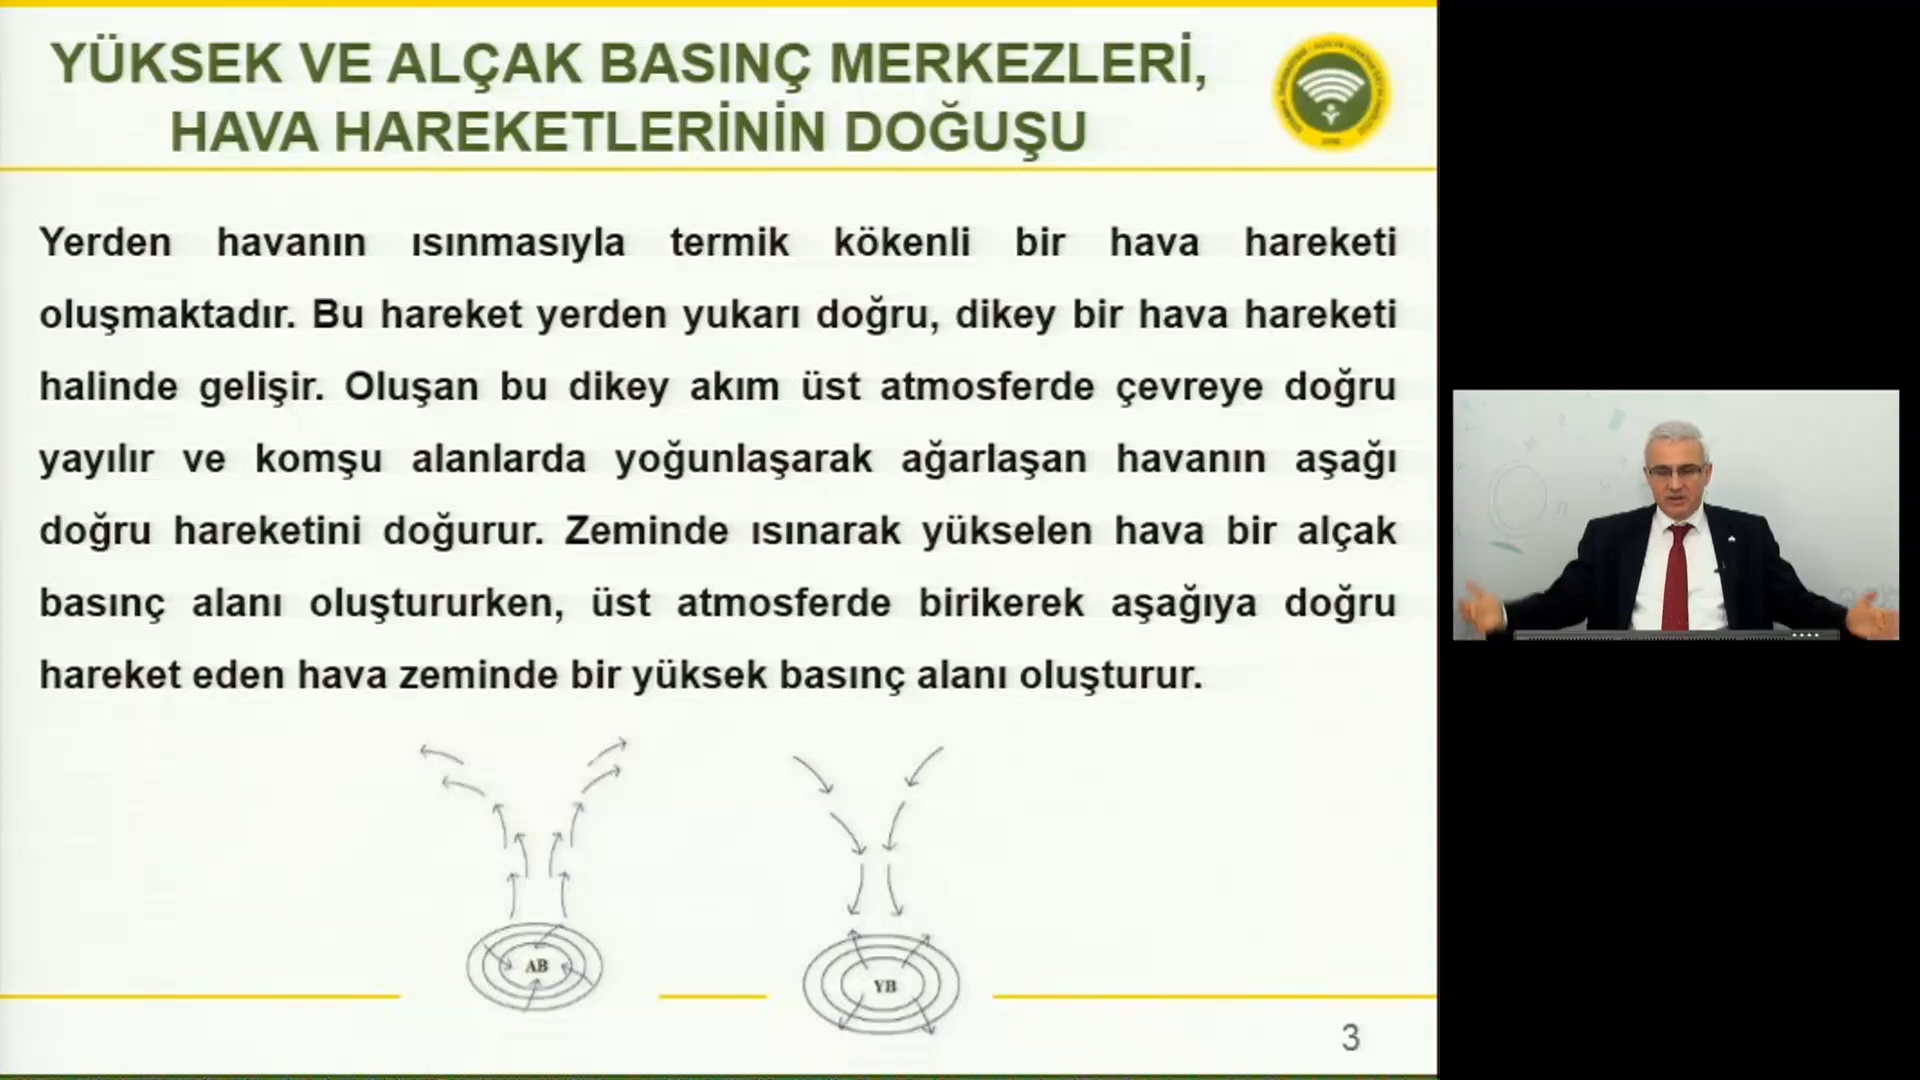 YÜKSEK VE ALÇAK BASINÇ MERKEZLERİ,
HAVA HAREKETLERİNİN DOĞUŞU
Yerden havanın ısınmasıyla termik kökenli bir hava hareketi
oluşmaktadır. Bu hareket yerden yukarı doğru, dikey bir hava hareketi
halinde gelişir. Oluşan bu dikey akım üst atmosferde çevreye doğru
yayılır ve komşu alanlarda yoğunlaşarak ağarlaşan havanın aşağı
doğru hareketini doğurur. Zeminde ısınarak yükselen hava bir alçak
basınç alanı oluştururken, üst atmosferde birikerek aşağıya doğru
hareket eden hava zeminde bir yüksek basınç alanı oluşturur.
AB
YB
3